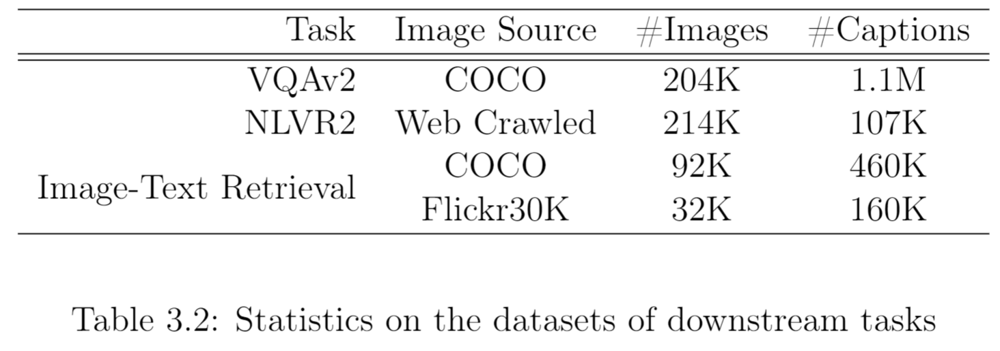 Task Image Source #Images #Captions
VQAv2 COCO 204K 1.1M
NLVR2 Web Crawled 214K 107K
Image-Text Retrieval COCO 92K 460K
Flickr30K 32K 160K
Table 3.2: Statistics on the datasets of downstream tasks